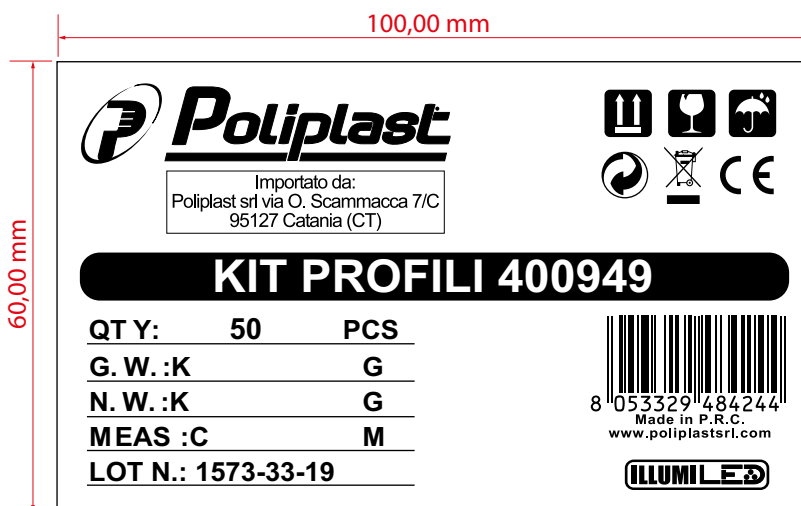 100,00 mm
60,00 mm
Poliplast
Importato da:
Poliplast srl via O. Scammacca 7/C
95127 Catania (CT)
CE
KIT PROFILI 400949
QT Y: 50 PCS
G. W. :K G
N. W. :K G
MEAS :C M
LOT N.: 1573-33-19
8 053329 484244
Made in P.R.C.
www.poliplastsrl.com
ILLUMILED